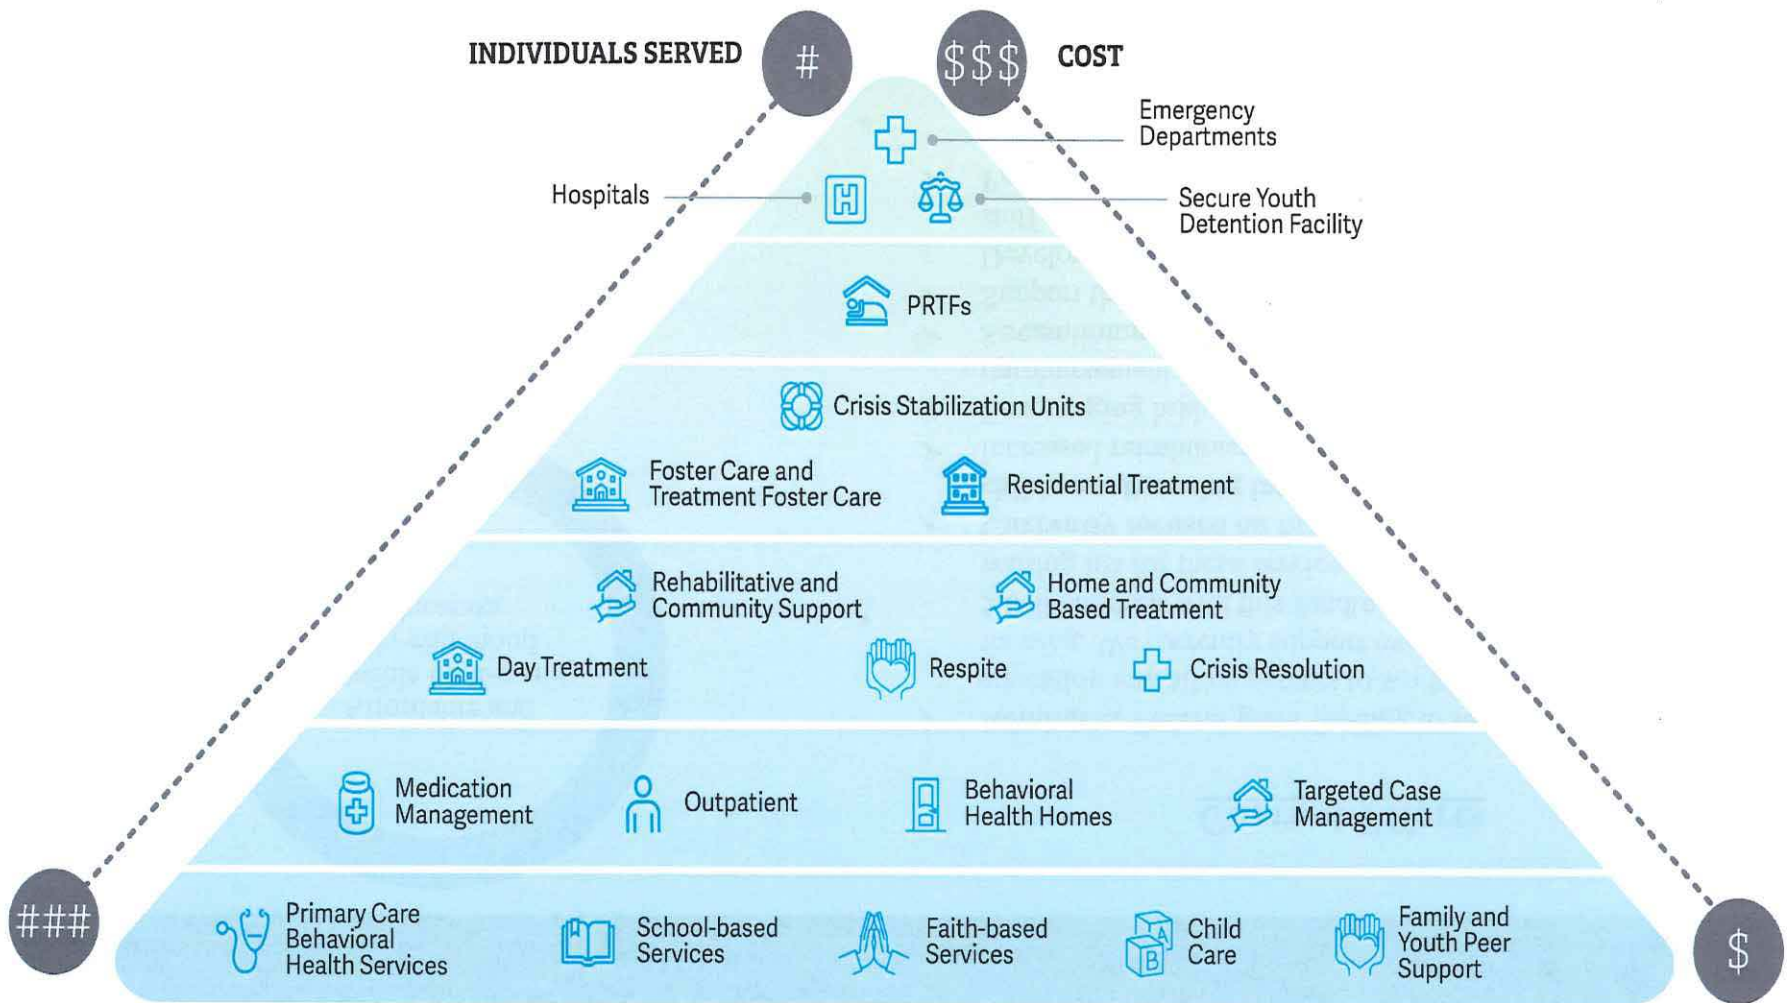 INDIVIDUALS SERVED
#
$$$
COST
Emergency
Departments
Hospitals
H
Secure Youth
Detention Facility
PRTFs
Crisis Stabilization Units
Foster Care and
Treatment Foster Care
Residential Treatment
Rehabilitative and
Community Support
Home and Community
Based Treatment
Day Treatment
Respite
Crisis Resolution
Medication
Management
Outpatient
Behavioral
Health Homes
Targeted Case
Management
###
Primary Care
Behavioral
Health Services
School-based
Services
Faith-based
Services
A
B
Child
Care
Family and
Youth Peer
Support
$